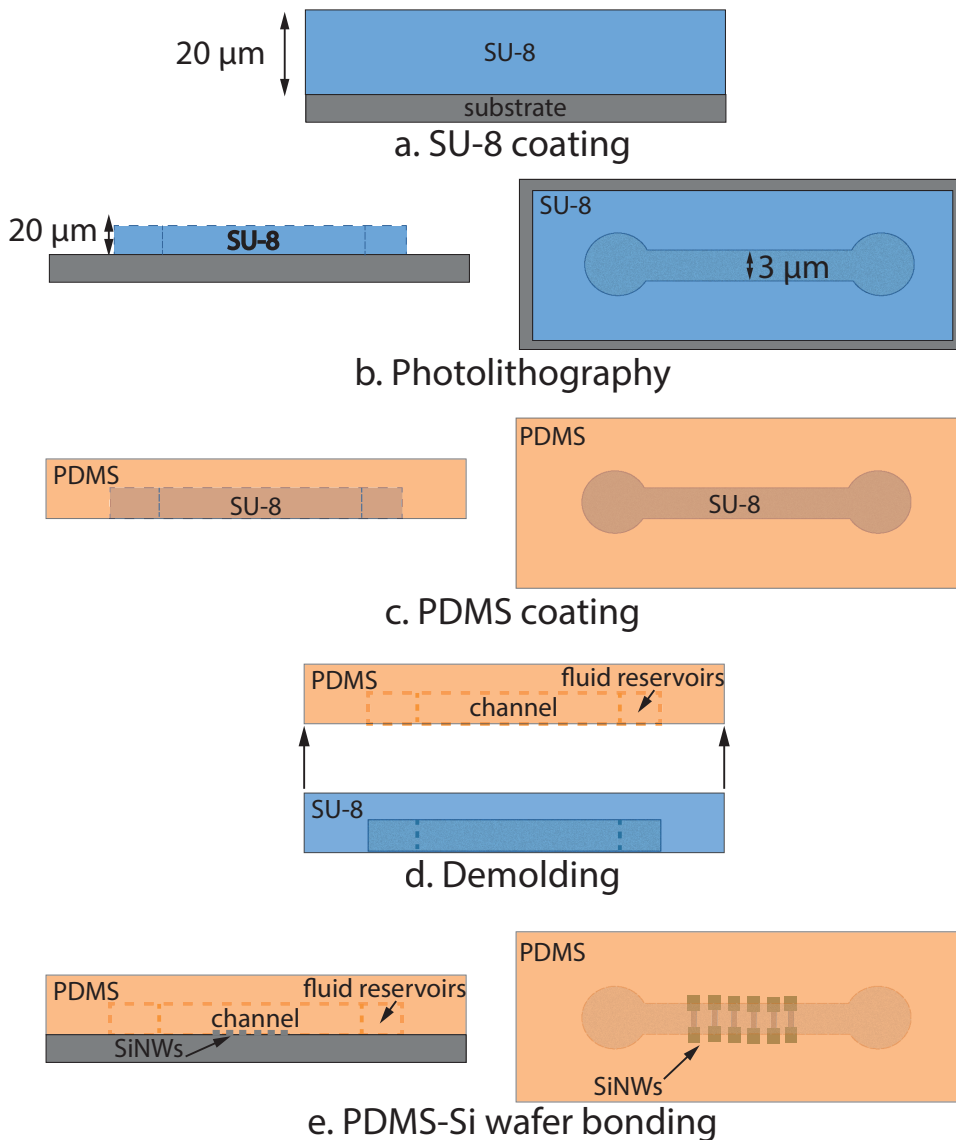 20 μm
SU-8
substrate
a. SU-8 coating
20 μm
SU-8
SU-8
3 μm
b. Photolithography
PDMS
SU-8
PDMS
SU-8
c. PDMS coating
PDMS
fluid reservoirs
channel
SU-8
d. Demolding
PDMS
fluid reservoirs
channel
SiNWs
PDMS
SiNWs
e. PDMS-Si wafer bonding